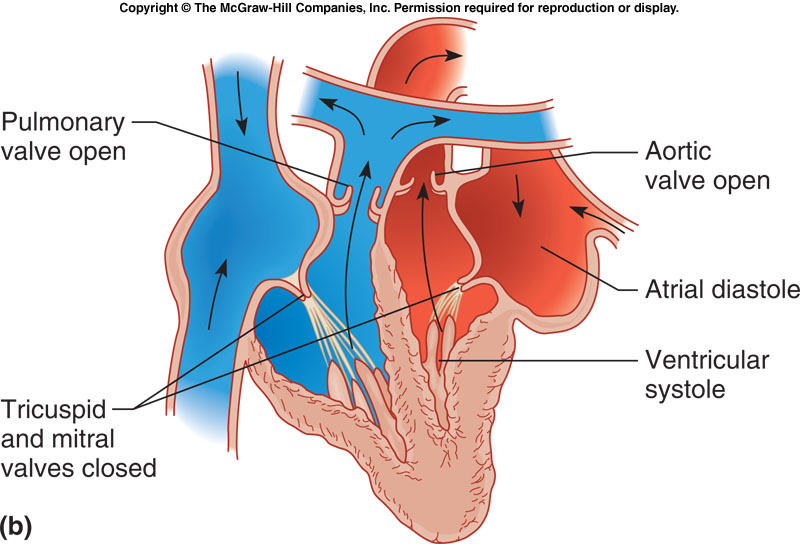 Copyright © The McGraw-Hill Companies, Inc. Permission required for reproduction or display.
Pulmonary
valve open
Aortic
valve open
Atrial diastole
Ventricular
systole
Tricuspid
and mitral
valves closed
(b)